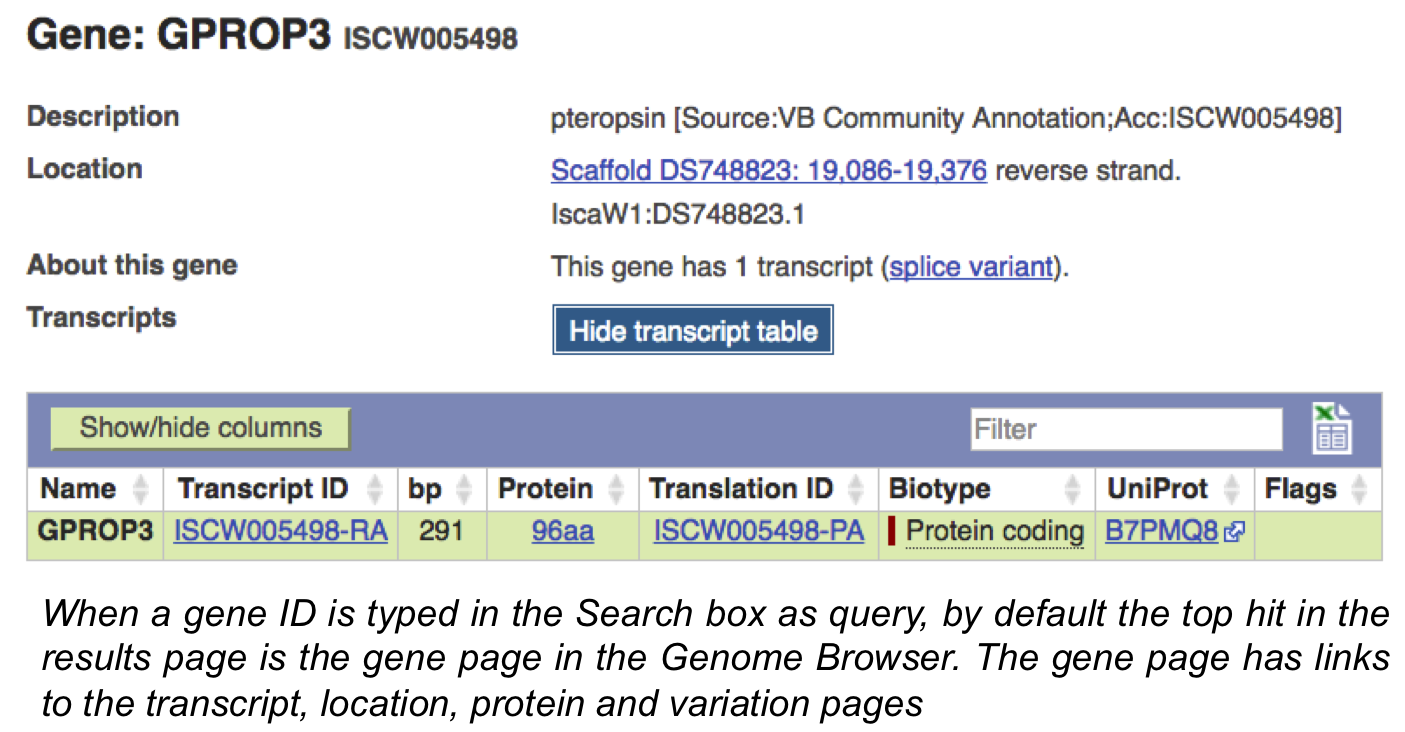 Gene: GPROP3 ISCW005498
Description pteropsin [Source:VB Community Annotation;Acc:ISCW005498]
Location Scaffold DS748823: 19,086-19,376 reverse strand.
IscaW1:DS748823.1
About this gene This gene has 1 transcript (splice variant).
Transcripts Hide transcript table
Show/hide columns Filter
Name Transcript ID bp Protein Translation ID Biotype UniProt Flags
GPROP3 ISCW005498-RA 291 96aa ISCW005498-PA Protein coding B7PMQ8
When a gene ID is typed in the Search box as query, by default the top hit in the
results page is the gene page in the Genome Browser. The gene page has links
to the transcript, location, protein and variation pages